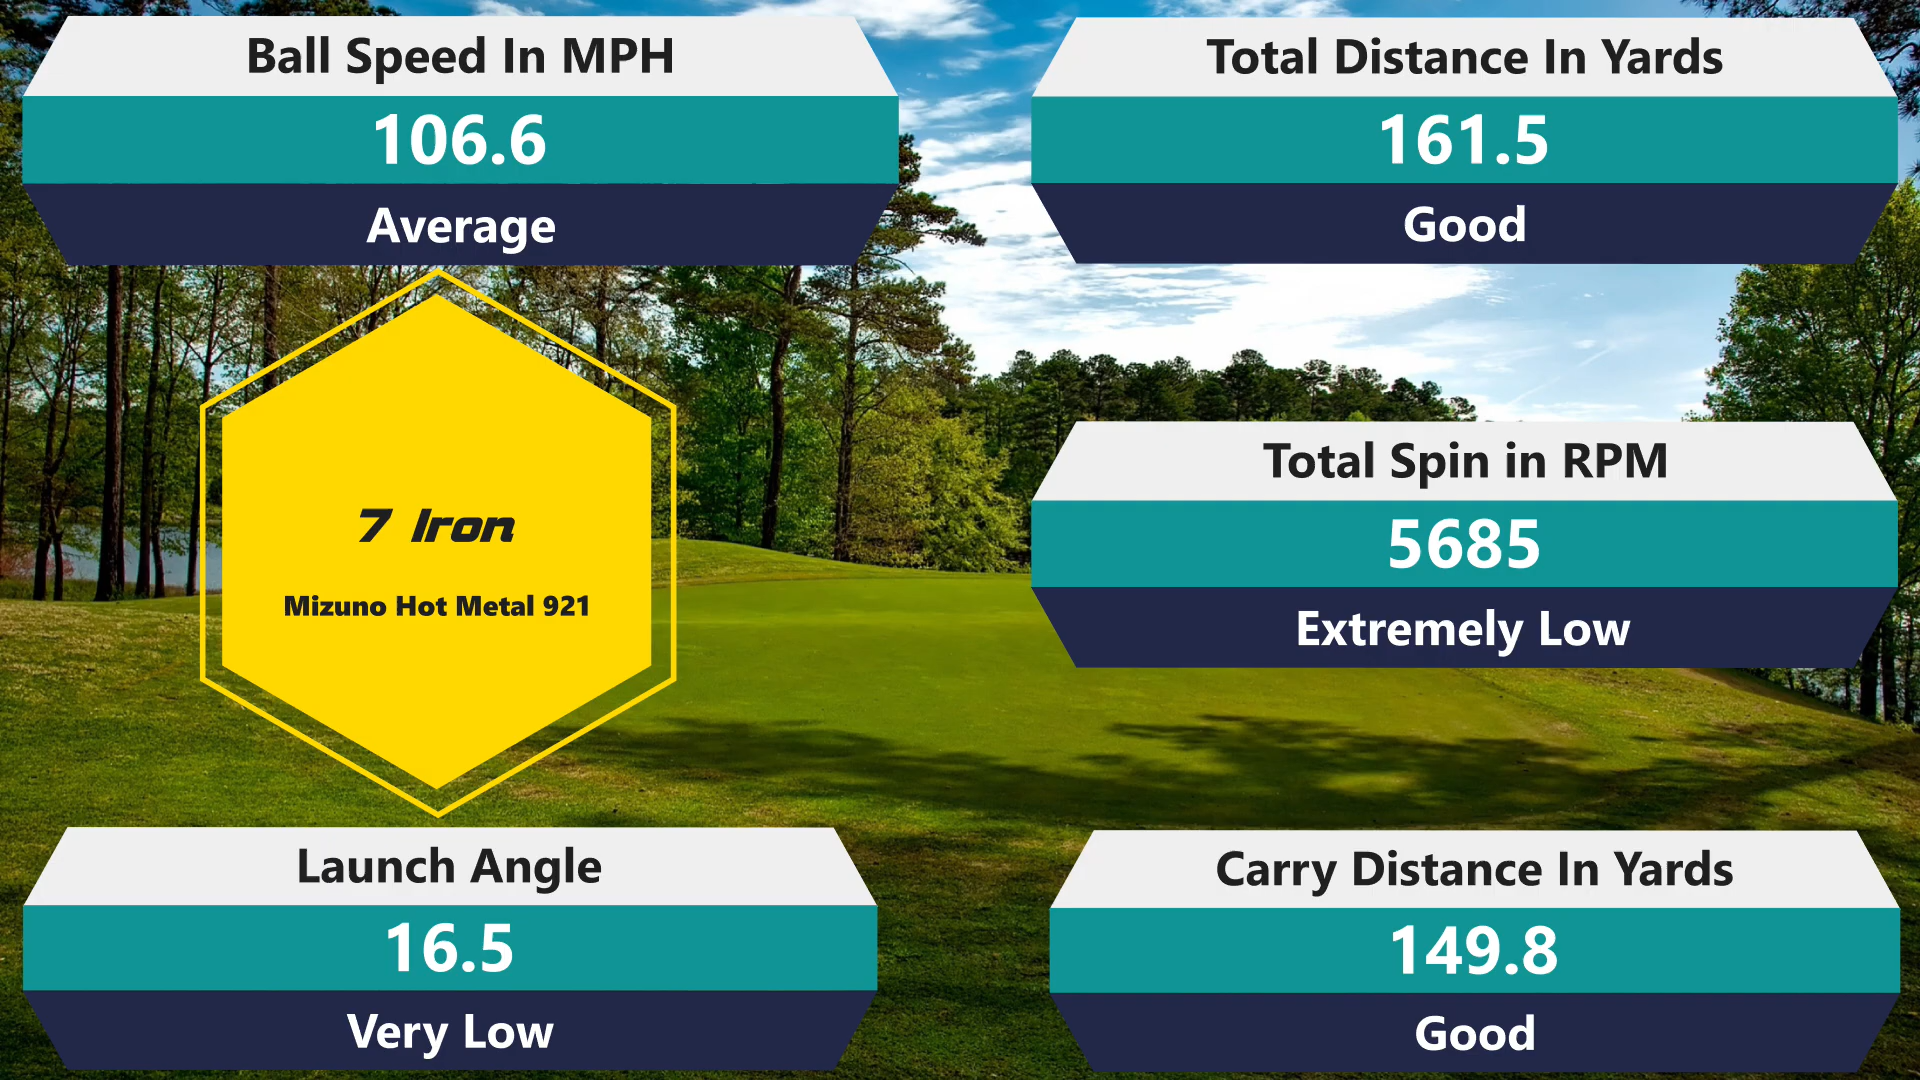 Ball Speed In MPH
106.6
Average
Total Distance In Yards
161.5
Good
7 Iron
Mizuno Hot Metal 921
Total Spin in RPM
5685
Extremely Low
Launch Angle
16.5
Very Low
Carry Distance In Yards
149.8
Good